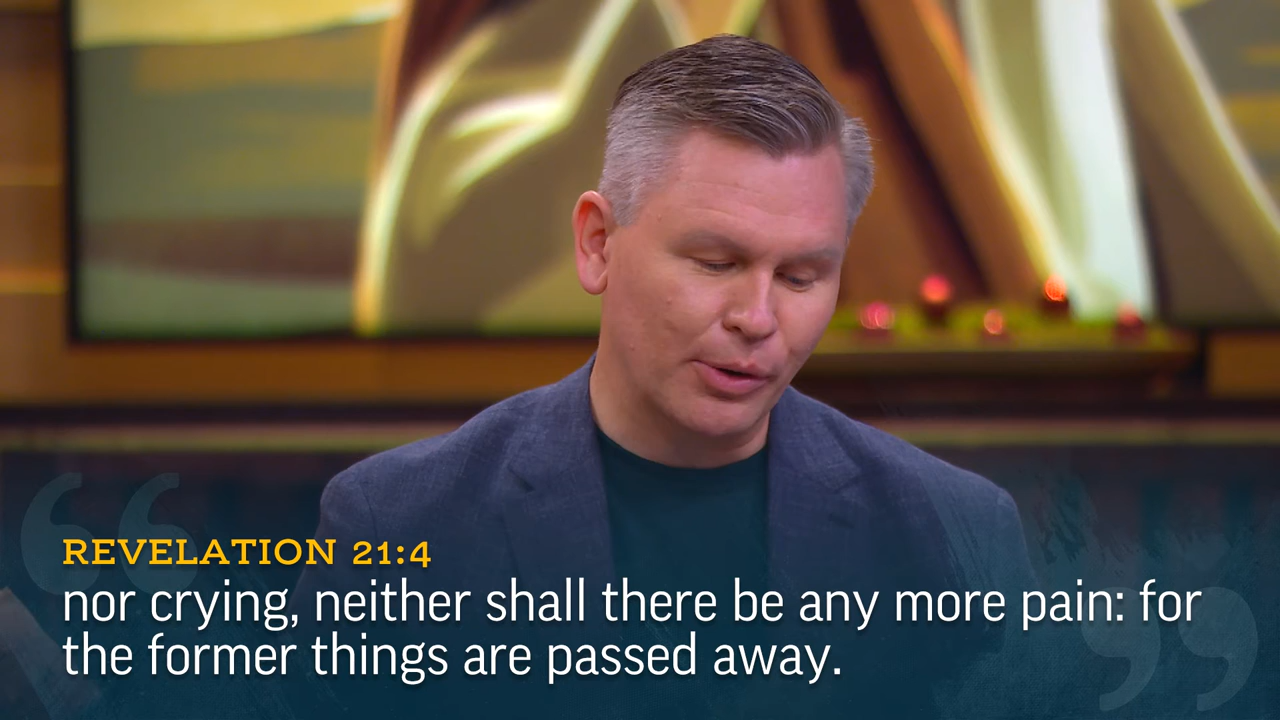 REVELATION 21:4
nor crying, neither shall there be any more pain: for
the former things are passed away.